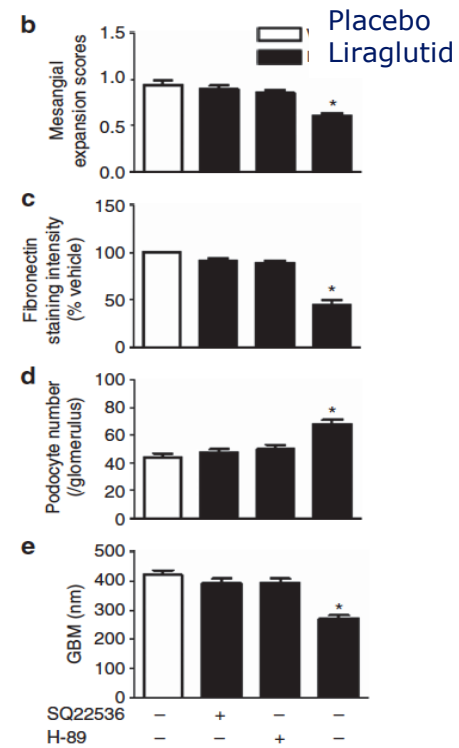 b
Placebo
Liraglutid
Mesangial
expansion scores
1.5
1.0
0.5
0.0
*
c
Fibronectin
staining intensity
(% vehicle)
150
100
50
0
*
d
Podocyte number
(/glomerulus)
100
80
60
40
20
0
*
e
GBM (nm)
500
400
300
200
100
0
*
SQ22536 – + – –
H-89 – – + –